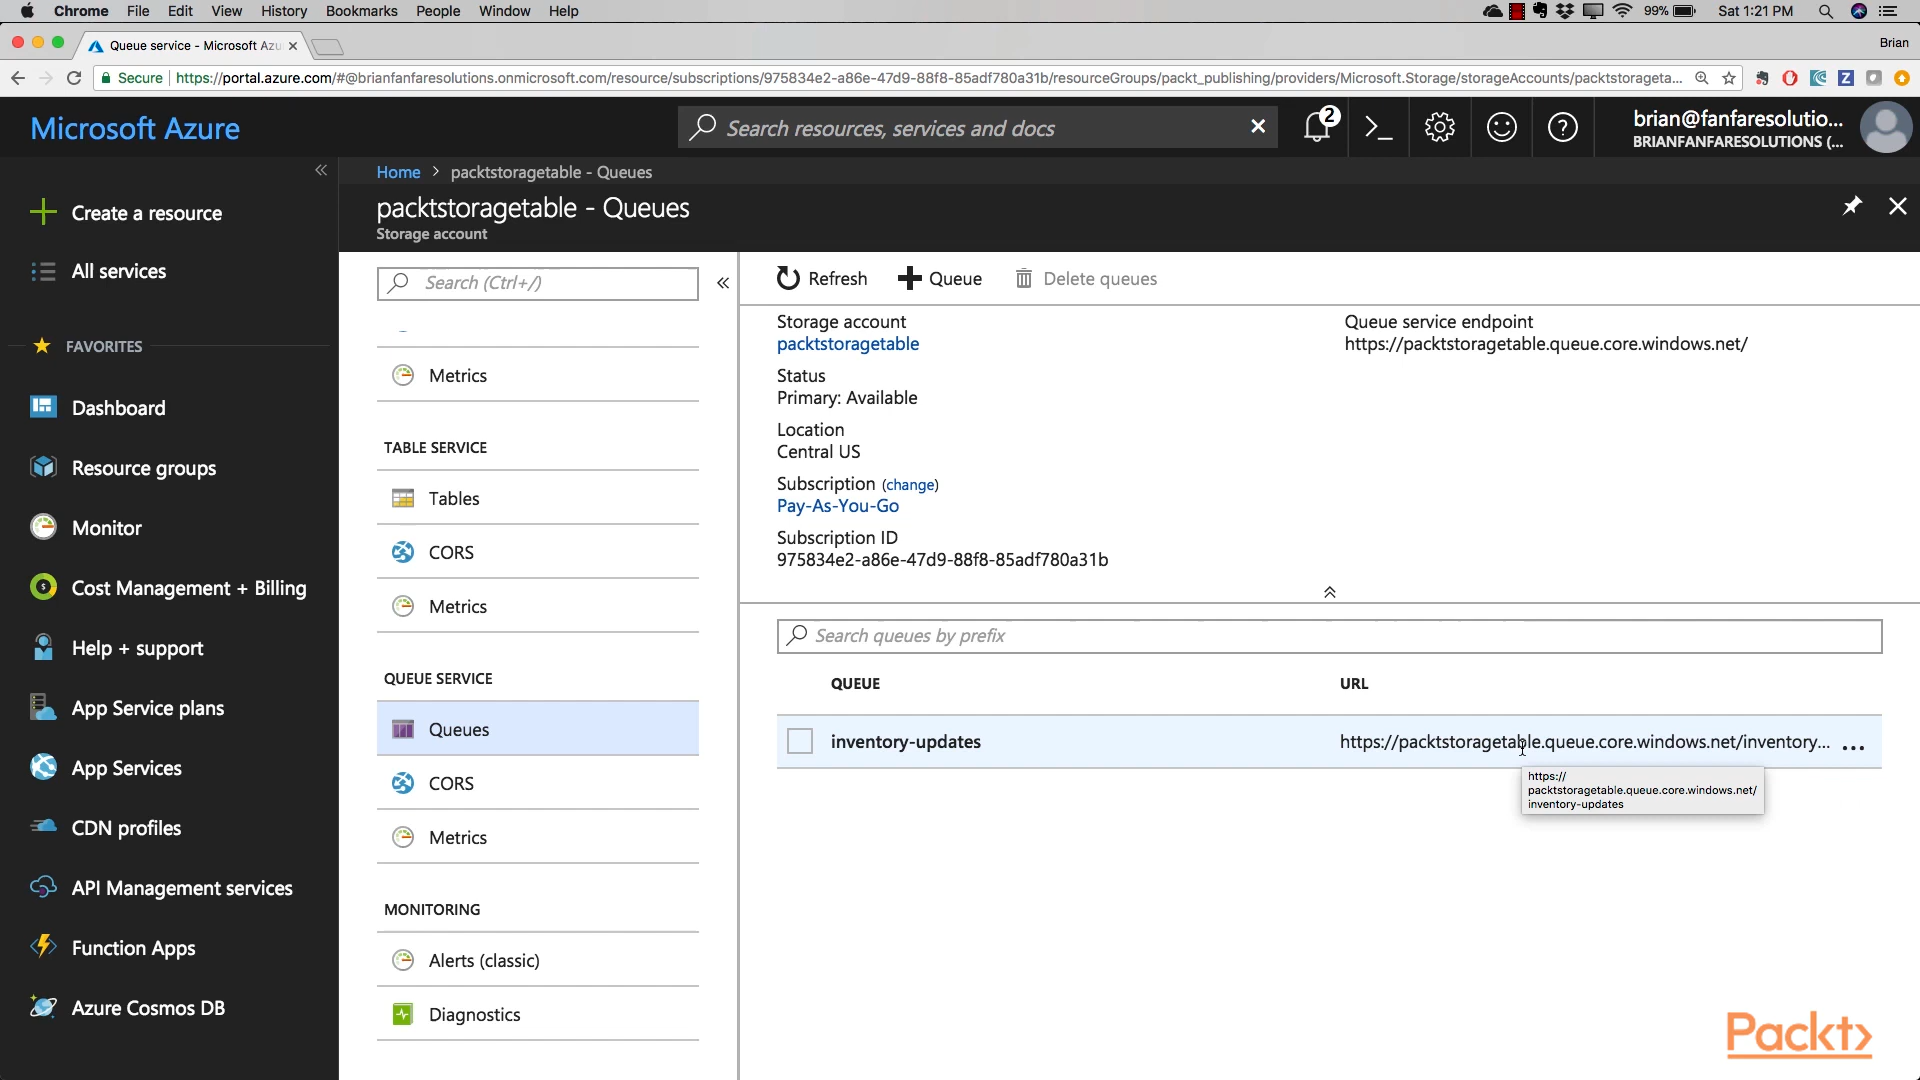 Chrome File Edit View History Bookmarks People Window Help 99% Sat 1:21 PM
Queue service - Microsoft Azu
Brian
Secure https://portal.azure.com/#@brianfanfaresolutions.onmicrosoft.com/resource/subscriptions/975834e2-a86e-47d9-88f8-85adf780a31b/resourceGroups/packt_publishing/providers/Microsoft.Storage/storageAccounts/packtstorageta...
Microsoft Azure
Search resources, services and docs
2
brian@fanfaresolutio...
BRIANFANFARESOLUTIONS (...
Create a resource
All services
FAVORITES
Dashboard
Resource groups
Monitor
Cost Management + Billing
Help + support
App Service plans
App Services
CDN profiles
API Management services
Function Apps
Azure Cosmos DB
Home > packtstoragetable - Queues
packtstoragetable - Queues
Storage account
Search (Ctrl+/)
Metrics
TABLE SERVICE
Tables
CORS
Metrics
QUEUE SERVICE
Queues
CORS
Metrics
MONITORING
Alerts (classic)
Diagnostics
Refresh Queue Delete queues
Storage account
packtstoragetable
Status
Primary: Available
Location
Central US
Subscription (change)
Pay-As-You-Go
Subscription ID
975834e2-a86e-47d9-88f8-85adf780a31b
Queue service endpoint
https://packtstoragetable.queue.core.windows.net/
Search queues by prefix
QUEUE URL
inventory-updates https://packtstoragetable.queue.core.windows.net/inventory... ...
https://
packtstoragetable.queue.core.windows.net/
inventory-updates
Packt>